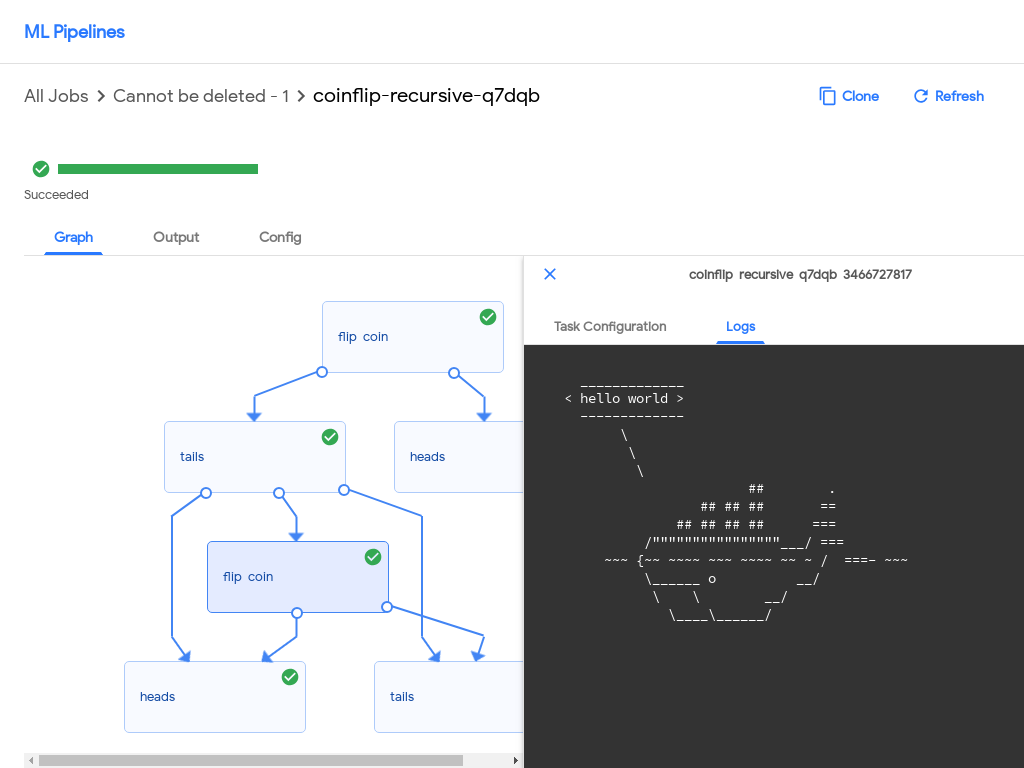 ML Pipelines
All Jobs > Cannot be deleted - 1 > coinflip-recursive-q7dqb
Clone
Refresh
Succeeded
Graph
Output
Config
flip coin
tails
heads
flip coin
heads
tails
coinflip recursive q7dqb 3466727817
Task Configuration
Logs
  _____________
< hello world >
  -------------
       \
        \
         \
                       ##        .
                 ## ## ##       ==
              ## ## ## ##      ===
          /""""""""""""""""___/ ===
     ~~~ {~~ ~~~~ ~~~ ~~~~ ~~ ~ /  ===- ~~~
          \______ o          __/
           \    \        __/
             \____\______/